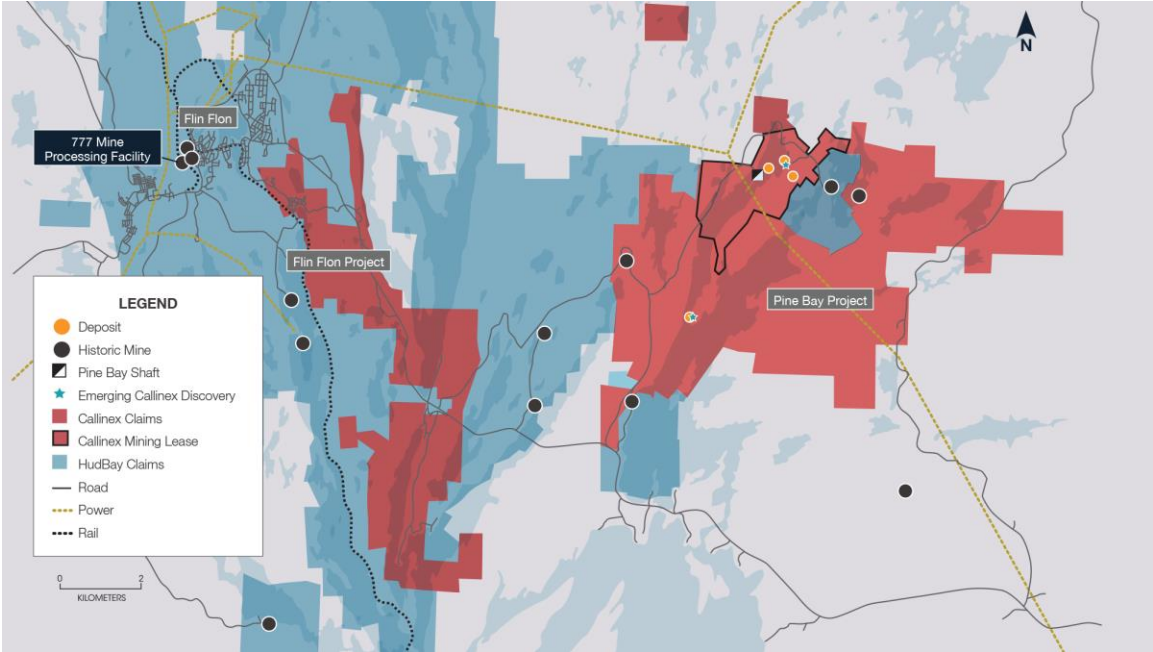 N
Flin Flon
777 Mine
Processing Facility
Flin Flon Project
Pine Bay Project
LEGEND
Deposit
Historic Mine
Pine Bay Shaft
Emerging Callinex Discovery
Callinex Claims
Callinex Mining Lease
HudBay Claims
Road
Power
Rail
0 2
KILOMETERS